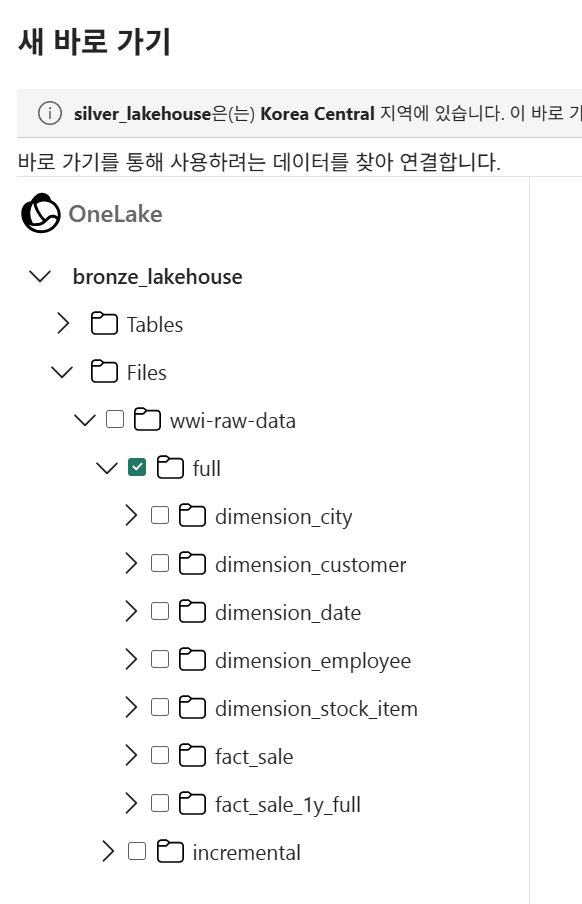 새 바로 가기
silver_lakehouse은(는) Korea Central 지역에 있습니다. 이 바로 가
바로 가기를 통해 사용하려는 데이터를 찾아 연결합니다.
OneLake
bronze_lakehouse
Tables
Files
wwi-raw-data
full
dimension_city
dimension_customer
dimension_date
dimension_employee
dimension_stock_item
fact_sale
fact_sale_1y_full
incremental